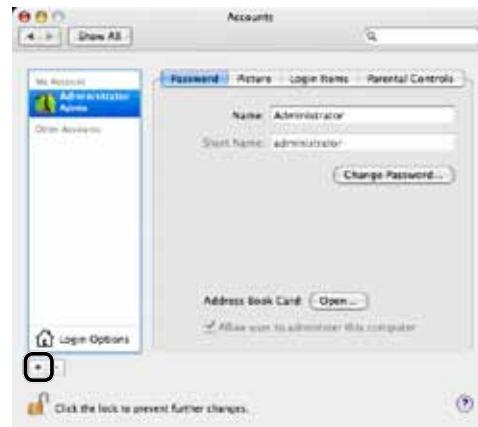 Accounts
Show All
My Account
Password Picture Login Items Parental Controls
Administrator
Admin
Other Accounts
Name: Administrator
Short Name: administrator
Change Password...
Address Book Card: Open...
Allow user to administer this computer
Login Options
+ -
Click the lock to prevent further changes.
?